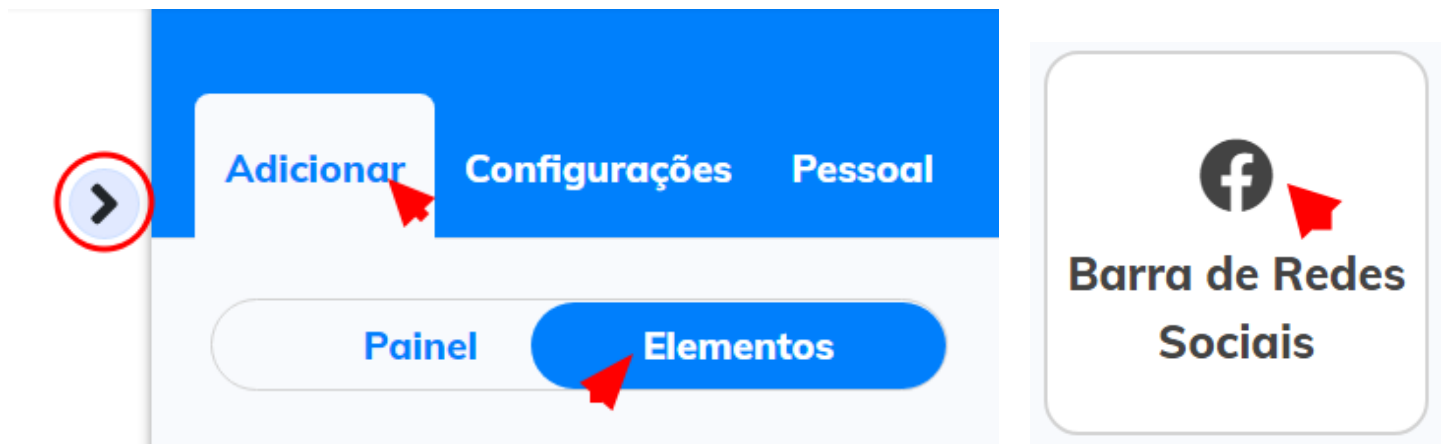 Adicionar Configurações Pessoal
Painel Elementos
Barra de Redes
Sociais